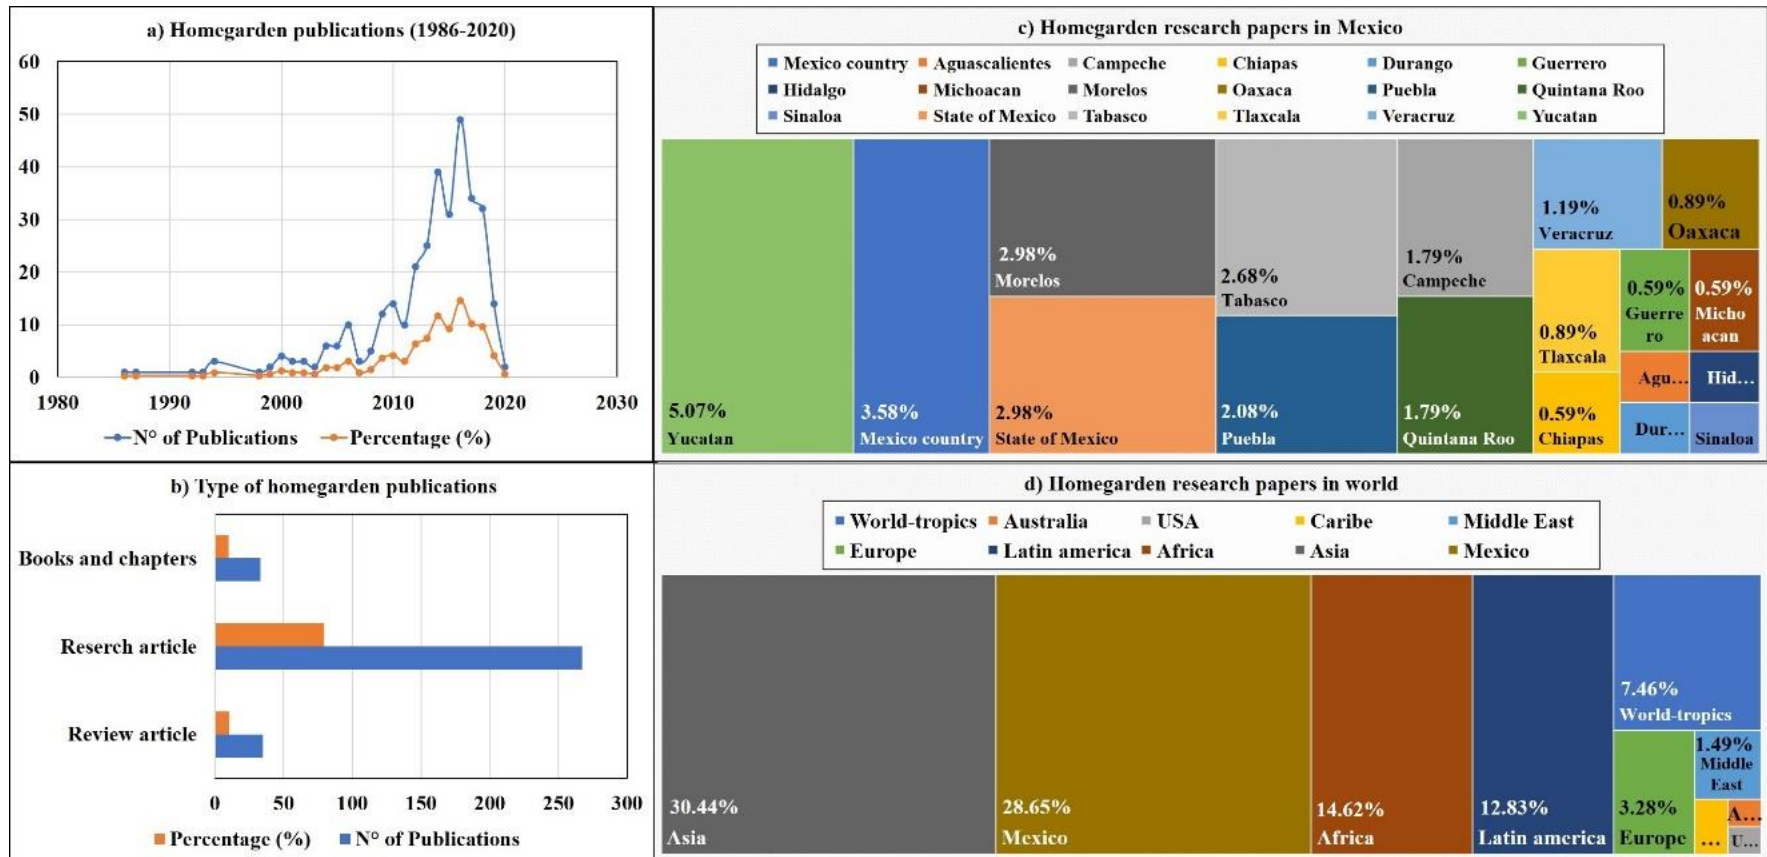 a) Homegarden publications (1986-2020)
60
50
40
30
20
10
0
1980 1990 2000 2010 2020 2030
N° of Publications Percentage (%)
b) Type of homegarden publications
Books and chapters
Reserch article
Review article
0 50 100 150 200 250 300
Percentage (%) N° of Publications
c) Homegarden research papers in Mexico
Mexico country Aguascalientes Campeche Chiapas Durango Guerrero
Hidalgo Michoacan Morelos Oaxaca Puebla Quintana Roo
Sinaloa State of Mexico Tabasco Tlaxcala Veracruz Yucatan
5.07%
Yucatan
3.58%
Mexico country
2.98%
Morelos
2.98%
State of Mexico
2.68%
Tabasco
2.08%
Puebla
1.79%
Campeche
1.79%
Quintana Roo
1.19%
Veracruz
0.89%
Oaxaca
0.89%
Tlaxcala
0.59%
Chiapas
0.59%
Guerre
ro
0.59%
Micho
acan
Agu...
Hid...
Dur...
Sinaloa
d) Homegarden research papers in world
World-tropics Australia USA Caribe Middle East
Europe Latin america Africa Asia Mexico
30.44%
Asia
28.65%
Mexico
14.62%
Africa
12.83%
Latin america
7.46%
World-tropics
3.28%
Europe
1.49%
Middle
East
...
A...
U...